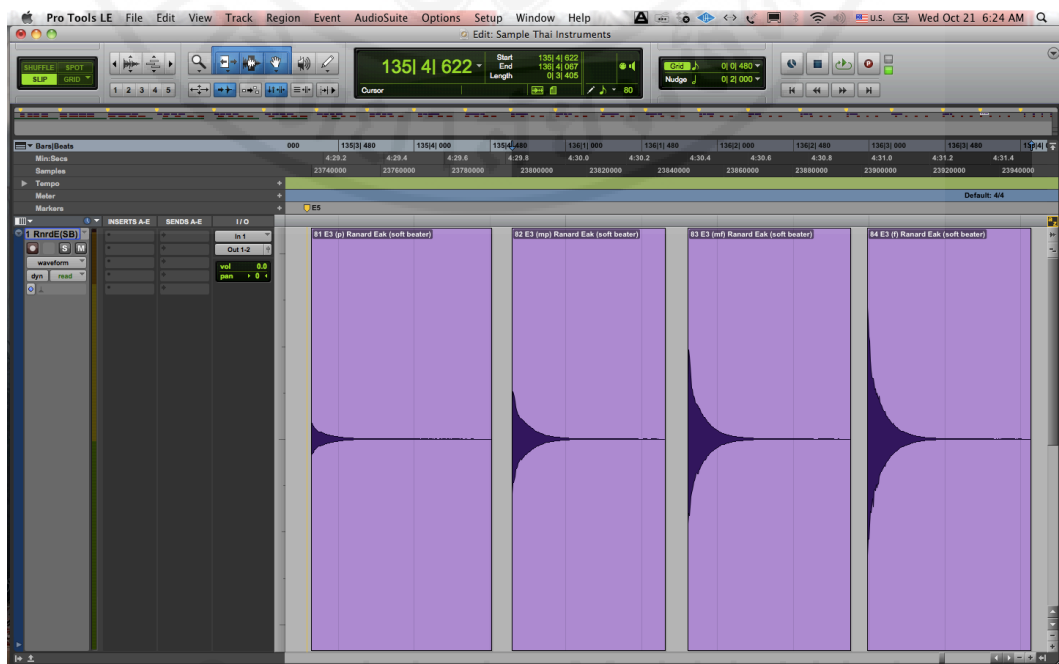 Pro Tools LE File Edit View Track Region Event AudioSuite Options Setup Window Help U.S. Wed Oct 21 6:24 AM
Edit: Sample Thai Instruments
SHUFFLE SPOT
SLIP GRID
1 2 3 4 5
135| 4| 622
Start 135| 4| 622
End 136| 4| 067
Length 0| 3| 405
Cursor 80
Grid 0| 0| 480
Nudge 0| 2| 000
Bars|Beats 000 135|3| 480 135|4| 000 135|4| 480 136|1| 000 136|1| 480 136|2| 000 136|2| 480 136|3| 000 136|3| 480
Min:Secs 4:29.2 4:29.4 4:29.6 4:29.8 4:30.0 4:30.2 4:30.4 4:30.6 4:30.8 4:31.0 4:31.2 4:31.4
Samples 23740000 23760000 23780000 23800000 23820000 23840000 23860000 23880000 23900000 23920000 23940000
Tempo
Meter Default: 4/4
Markers E5
INSERTS A-E SENDS A-E I / O
1 RnrdE(SB)
S M
waveform
dyn read
In 1
Out 1-2
vol 0.0
pan 0
81 E3 (p) Ranard Eak (soft beater)
82 E3 (mp) Ranard Eak (soft beater)
83 E3 (mf) Ranard Eak (soft beater)
84 E3 (f) Ranard Eak (soft beater)